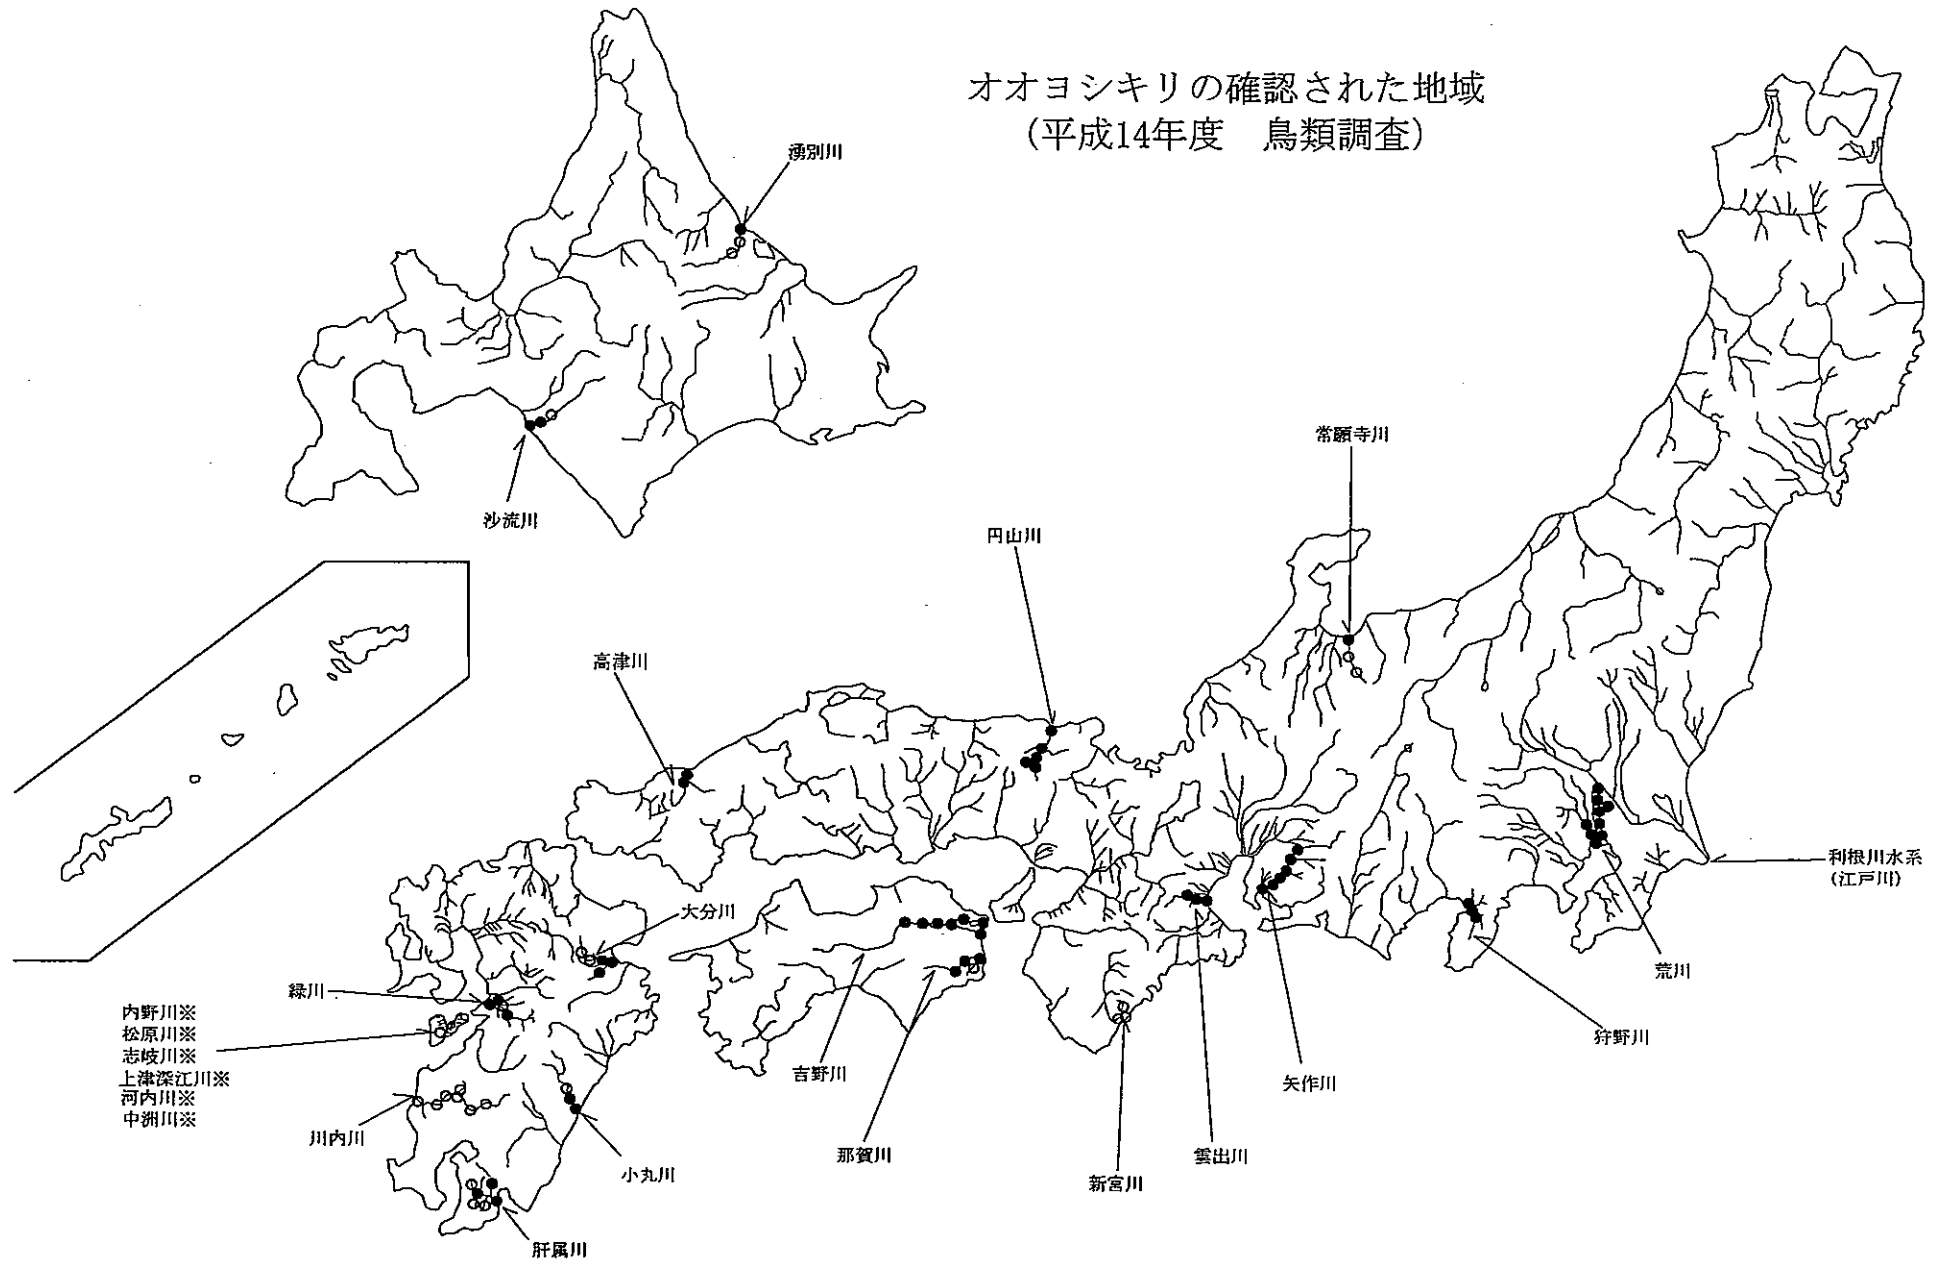 オオヨシキリの確認された地域
(平成14年度　鳥類調査)
湧別川
沙流川
常願寺川
円山川
高津川
利根川水系
(江戸川)
大分川
荒川
緑川
内野川※
松原川※
志岐川※
上津深江川※
河内川※
中洲川※
狩野川
吉野川
矢作川
川内川
那賀川
雲出川
小丸川
新宮川
肝属川